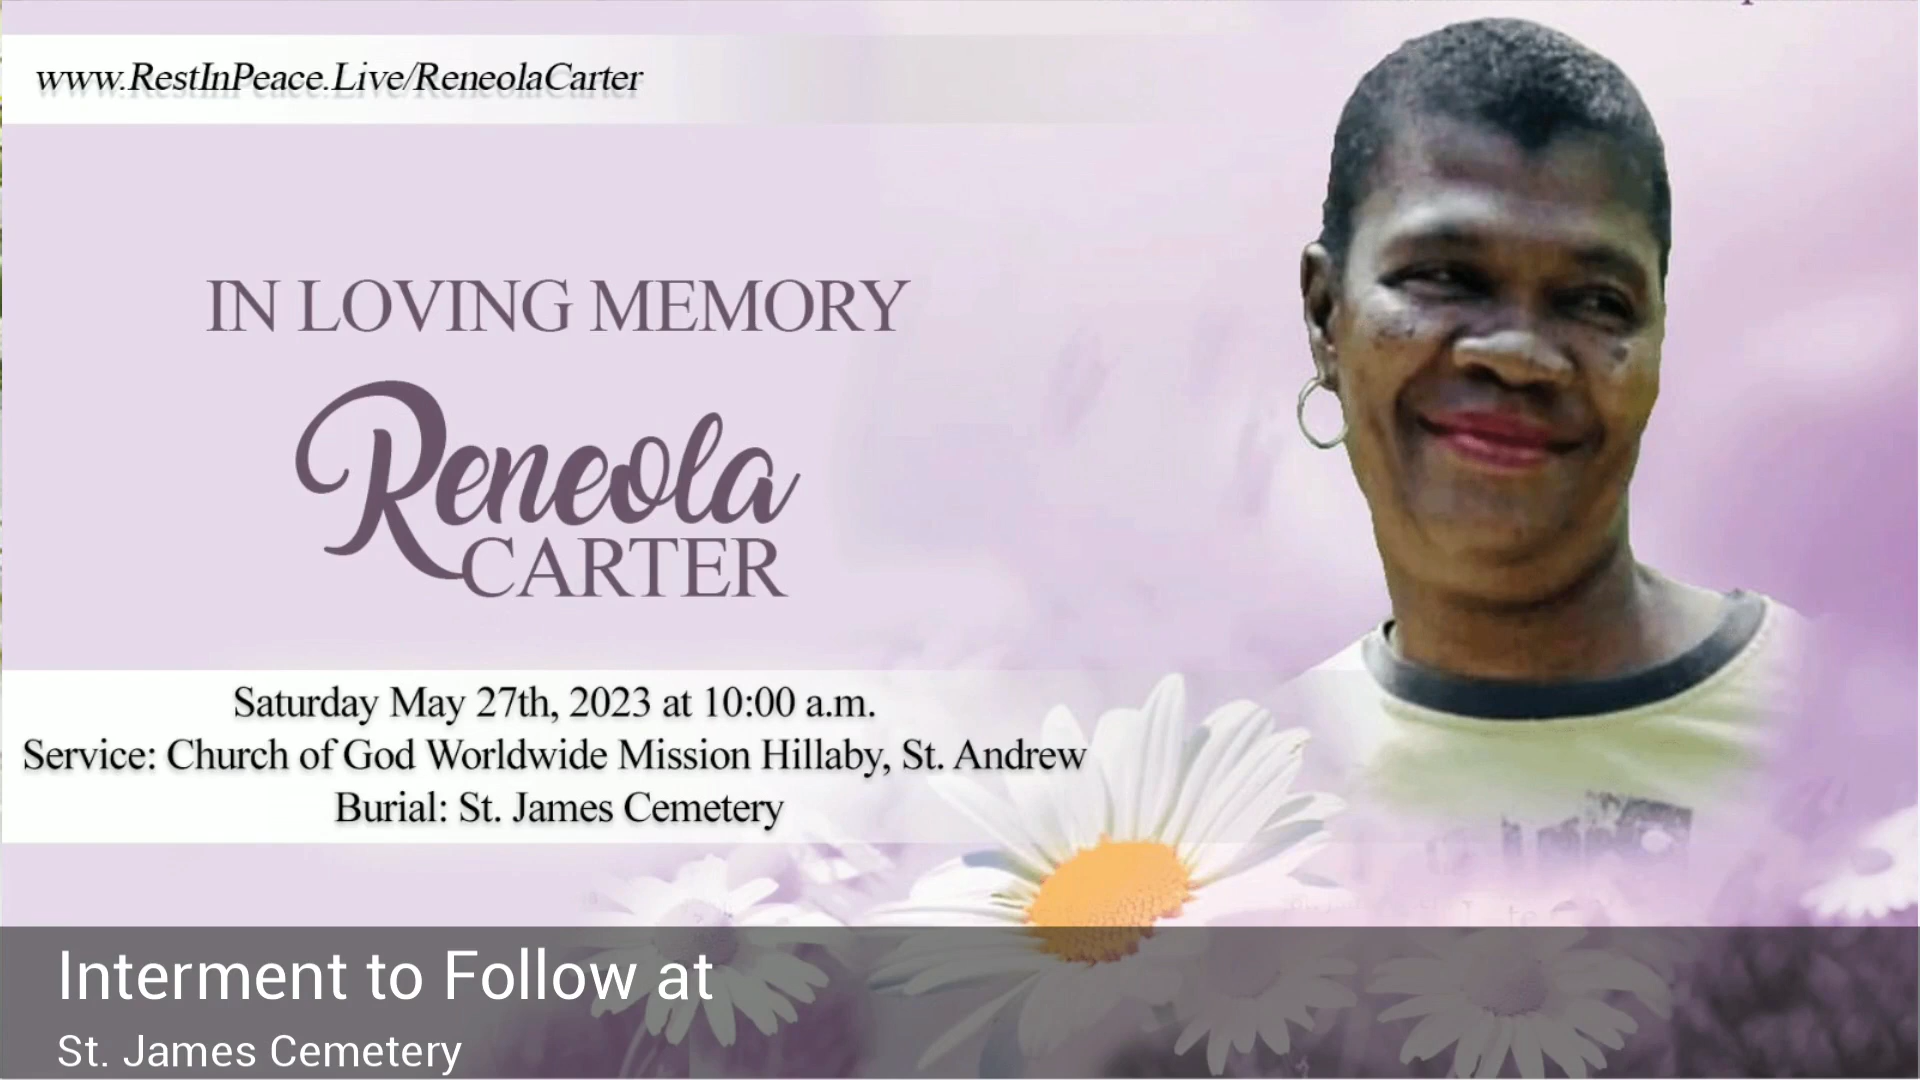 www.RestInPeace.Live/ReneolaCarter
IN LOVING MEMORY
Reneola
CARTER
Saturday May 27th, 2023 at 10:00 a.m.
Service: Church of God Worldwide Mission Hillaby, St. Andrew
Burial: St. James Cemetery
Interment to Follow at
St. James Cemetery